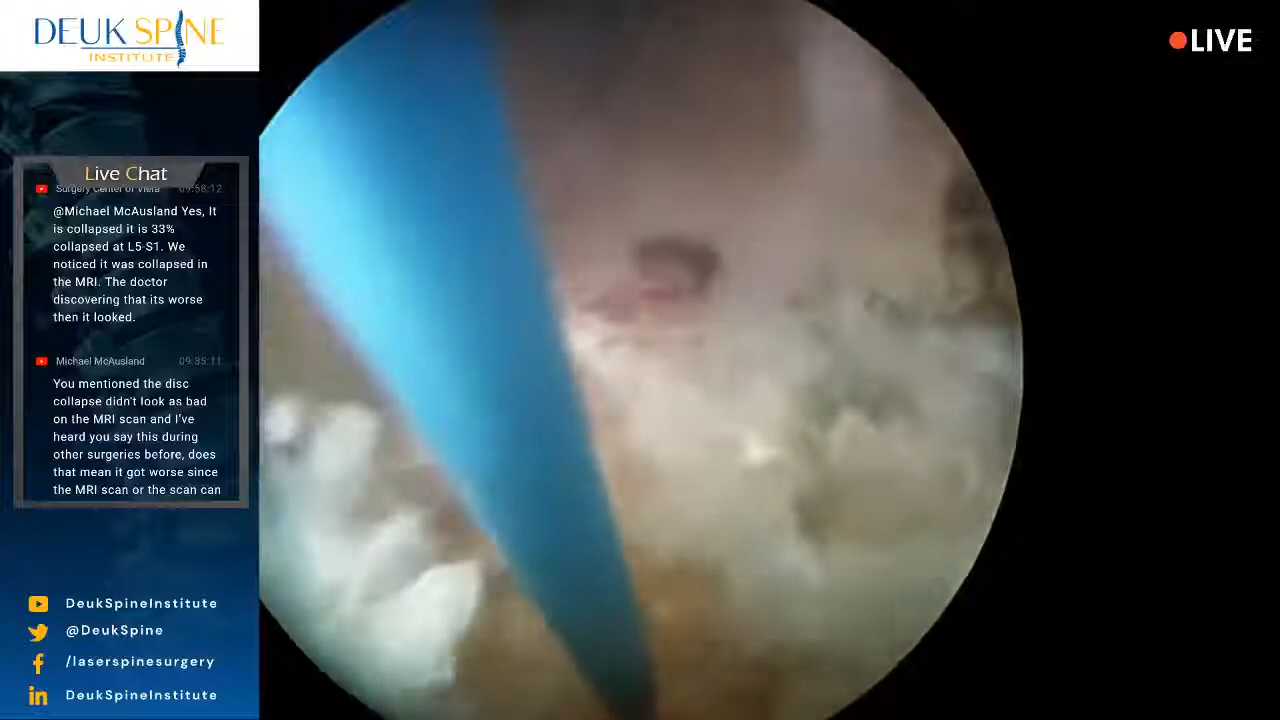 DEUK SPINE
INSTITUTE
LIVE
Live Chat
Surgery Center of Viera 09:58:12
@Michael McAusland Yes, It
is collapsed it is 33%
collapsed at L5-S1. We
noticed it was collapsed in
the MRI. The doctor
discovering that its worse
then it looked.
Michael McAusland 09:35:11
You mentioned the disc
collapse didn't look as bad
on the MRI scan and I've
heard you say this during
other surgeries before, does
that mean it got worse since
the MRI scan or the scan can
DeukSpineInstitute
@DeukSpine
/laserspinesurgery
DeukSpineInstitute